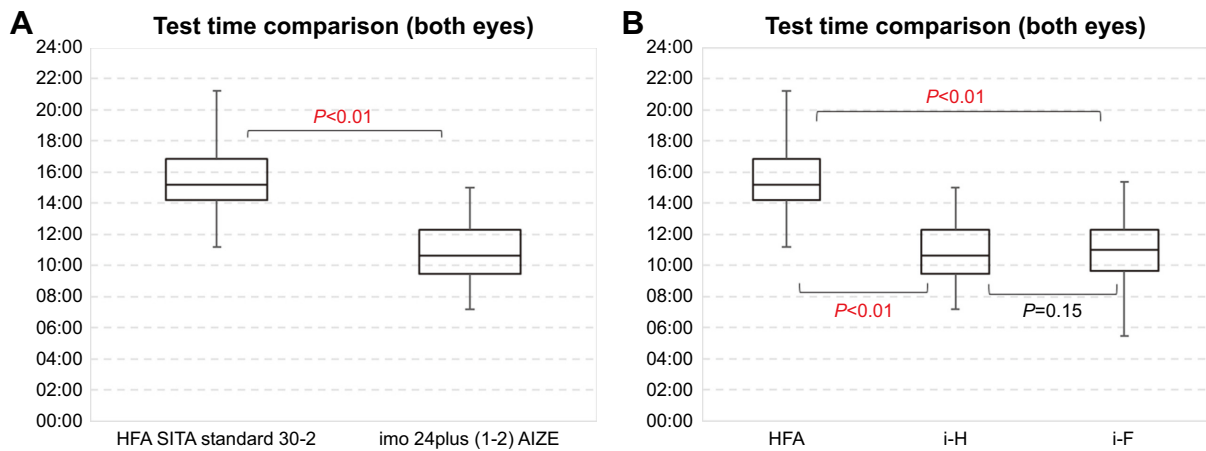 A
Test time comparison (both eyes)
24:00
22:00
20:00
18:00
16:00
14:00
12:00
10:00
08:00
06:00
04:00
02:00
00:00
P<0.01
HFA SITA standard 30-2
imo 24plus (1-2) AIZE
B
Test time comparison (both eyes)
24:00
22:00
20:00
18:00
16:00
14:00
12:00
10:00
08:00
06:00
04:00
02:00
00:00
P<0.01
P<0.01
P=0.15
HFA
i-H
i-F